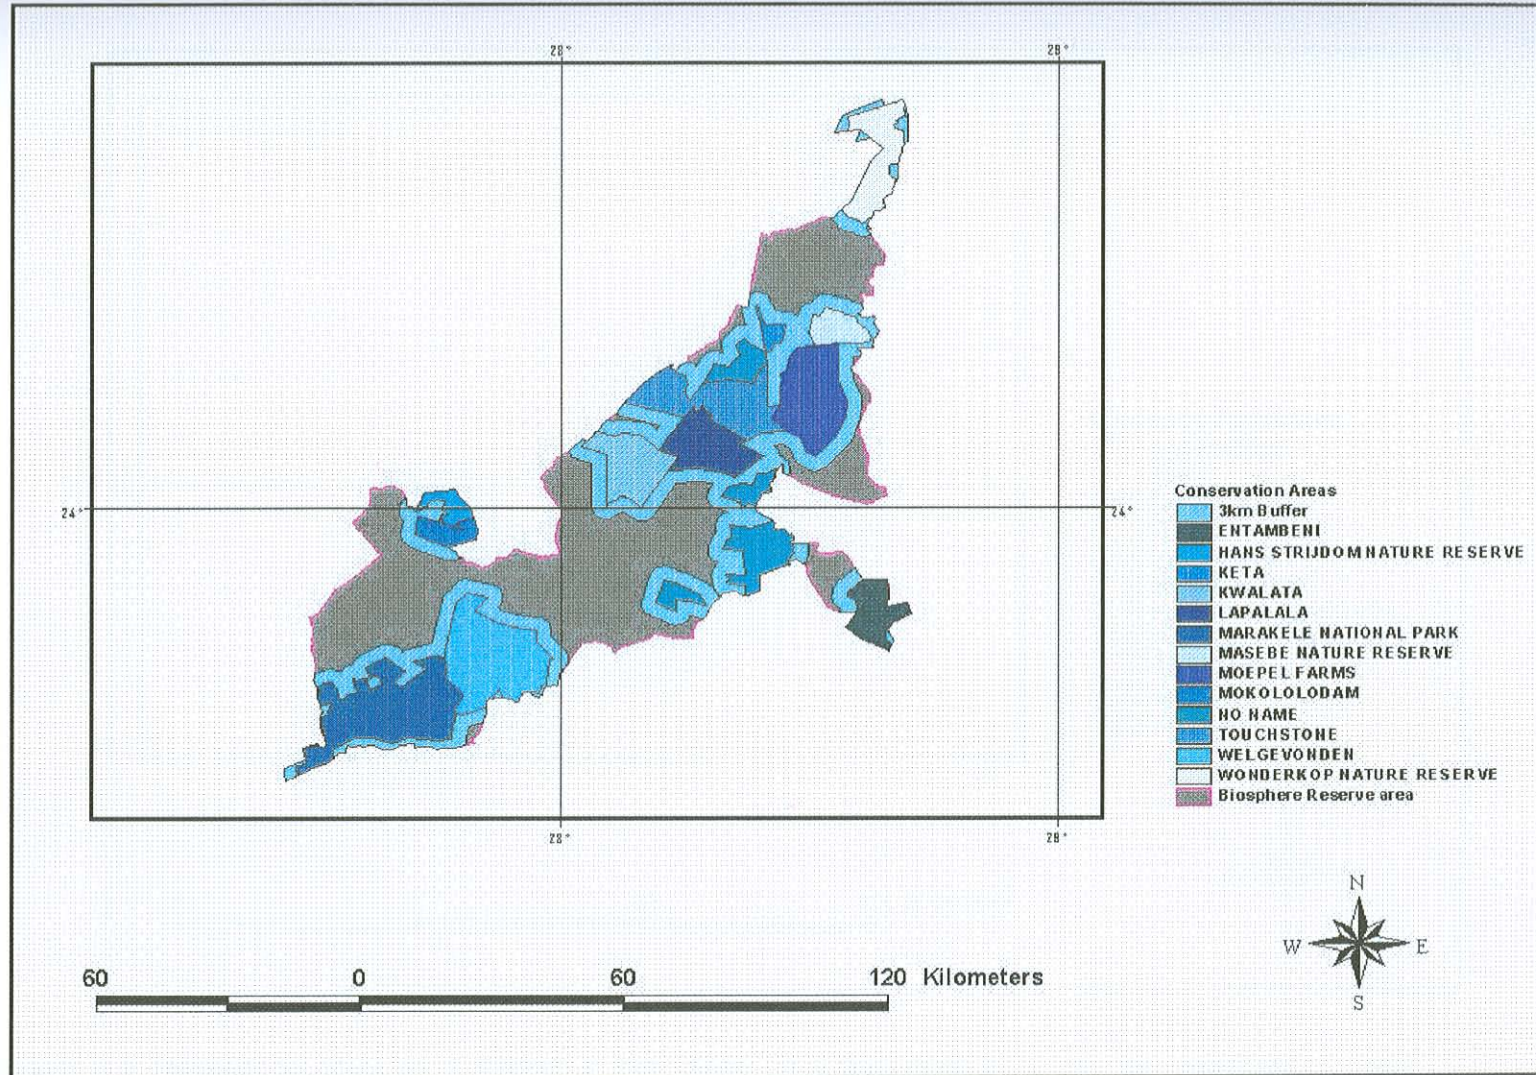 28° 28°
24° 24°
28° 28°
Conservation Areas
3km Buffer
ENTAMBENI
HANS STRIJDOM NATURE RESERVE
KETA
KWALATA
LAPALALA
MARAKELE NATIONAL PARK
MASEBE NATURE RESERVE
MOEPEL FARMS
MOKOLOLODAM
NO NAME
TOUCHSTONE
WELGEVONDEN
WONDERKOP NATURE RESERVE
Biosphere Reserve area
N
W E
S
60 0 60 120 Kilometers